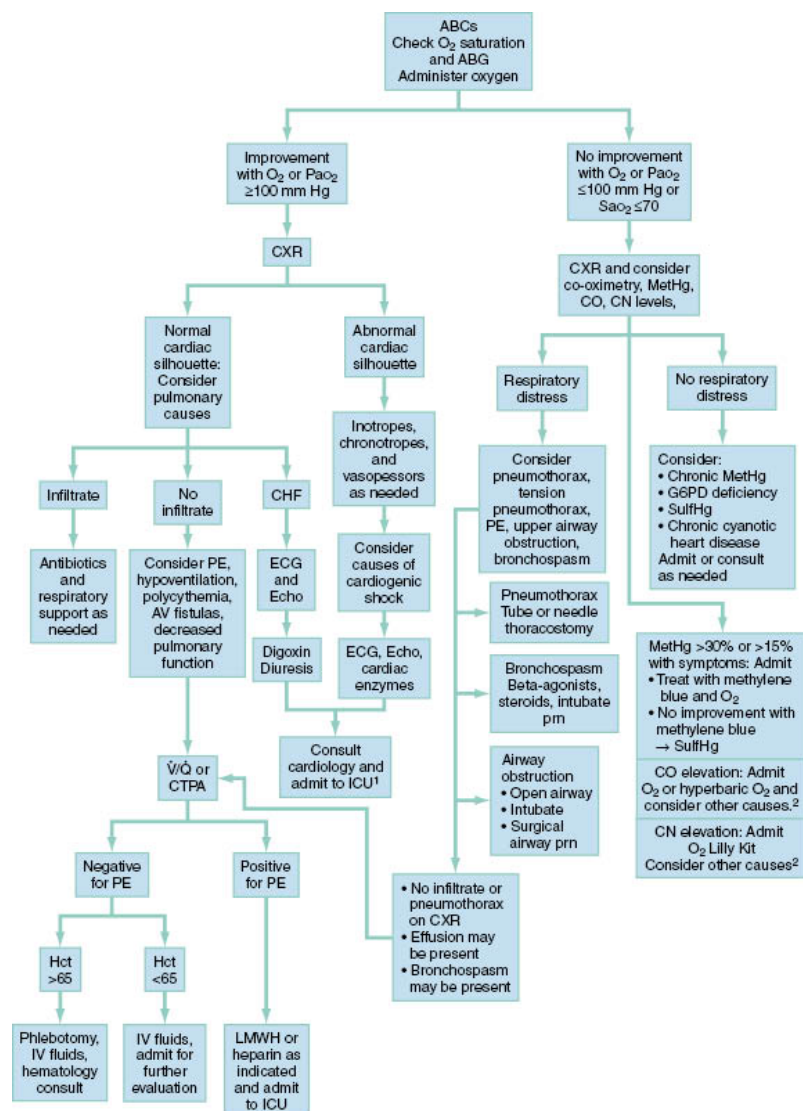 ABCs
Check O₂ saturation
and ABG
Administer oxygen
Improvement
with O₂ or Pao₂
≥100 mm Hg
No improvement
with O₂ or Pao₂
≤100 mm Hg or
Sao₂ ≤70
CXR
CXR and consider
co-oximetry, MetHg,
CO, CN levels,
Normal
cardiac
silhouette:
Consider
pulmonary
causes
Abnormal
cardiac
silhouette
Respiratory
distress
No respiratory
distress
Inotropes,
chronotropes,
and
vasopessors
as needed
Consider
pneumothorax,
tension
pneumothorax,
PE, upper airway
obstruction,
bronchospasm
Consider:
• Chronic MetHg
• G6PD deficiency
• SulfHg
• Chronic cyanotic
heart disease
Admit or consult
as needed
Infiltrate
No
infiltrate
CHF
Antibiotics
and
respiratory
support as
needed
Consider PE,
hypoventilation,
polycythemia,
AV fistulas,
decreased
pulmonary
function
ECG
and
Echo
Consider
causes of
cardiogenic
shock
Digoxin
Diuresis
ECG, Echo,
cardiac
enzymes
Pneumothorax
Tube or needle
thoracostomy
Bronchospasm
Beta-agonists,
steroids, intubate
prn
Airway
obstruction
• Open airway
• Intubate
• Surgical
airway prn
MetHg >30% or >15%
with symptoms: Admit
• Treat with methylene
blue and O₂
• No improvement with
methylene blue
→ SulfHg
CO elevation: Admit
O₂ or hyperbaric O₂ and
consider other causes.²
CN elevation: Admit
O₂ Lilly Kit
Consider other causes²
Consult
cardiology and
admit to ICU¹
V̇/Q̇ or
CTPA
Negative
for PE
Positive
for PE
• No infiltrate or
pneumothorax
on CXR
• Effusion may
be present
• Bronchospasm
may be present
Hct
>65
Hct
<65
Phlebotomy,
IV fluids,
hematology
consult
IV fluids,
admit for
further
evaluation
LMWH or
heparin as
indicated
and admit
to ICU